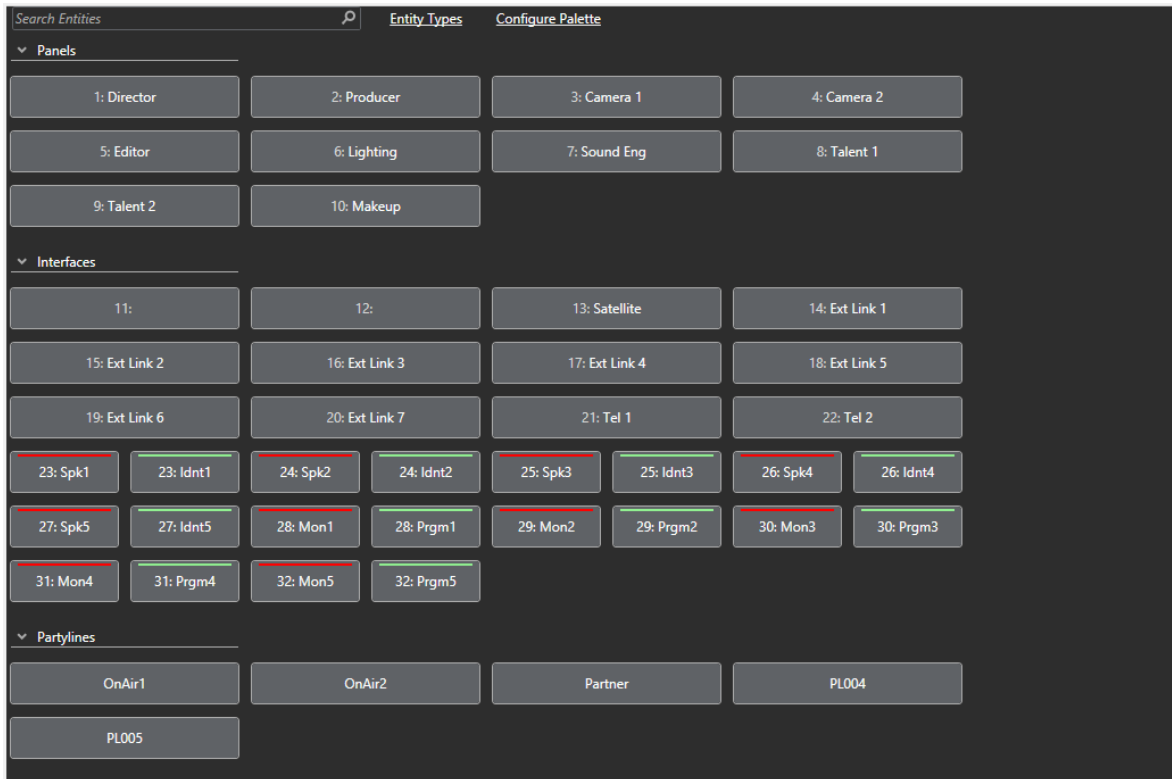 Search Entities Entity Types Configure Palette
Panels
1: Director 2: Producer 3: Camera 1 4: Camera 2
5: Editor 6: Lighting 7: Sound Eng 8: Talent 1
9: Talent 2 10: Makeup
Interfaces
11: 12: 13: Satellite 14: Ext Link 1
15: Ext Link 2 16: Ext Link 3 17: Ext Link 4 18: Ext Link 5
19: Ext Link 6 20: Ext Link 7 21: Tel 1 22: Tel 2
23: Spk1 23: Idnt1 24: Spk2 24: Idnt2 25: Spk3 25: Idnt3 26: Spk4 26: Idnt4
27: Spk5 27: Idnt5 28: Mon1 28: Prgm1 29: Mon2 29: Prgm2 30: Mon3 30: Prgm3
31: Mon4 31: Prgm4 32: Mon5 32: Prgm5
Partylines
OnAir1 OnAir2 Partner PL004
PL005